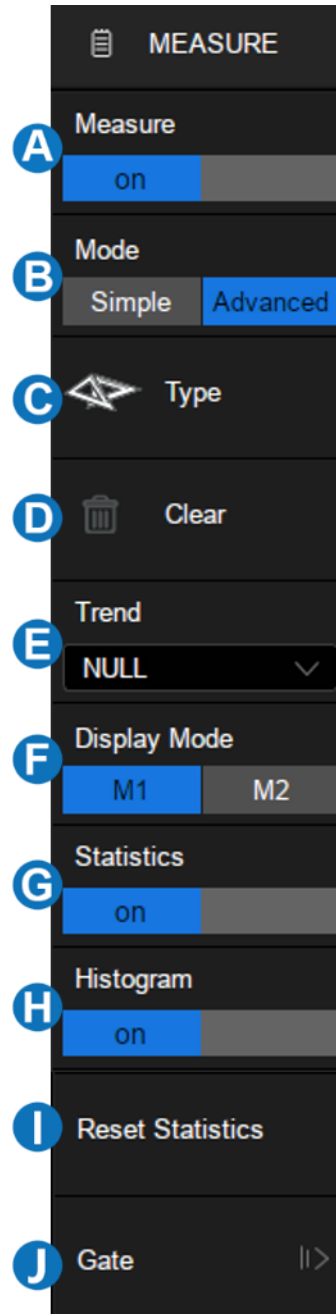 MEASURE
A
Measure
on
B
Mode
Simple Advanced
C
Type
D
Clear
E
Trend
NULL
F
Display Mode
M1 M2
G
Statistics
on
H
Histogram
on
I
Reset Statistics
J
Gate